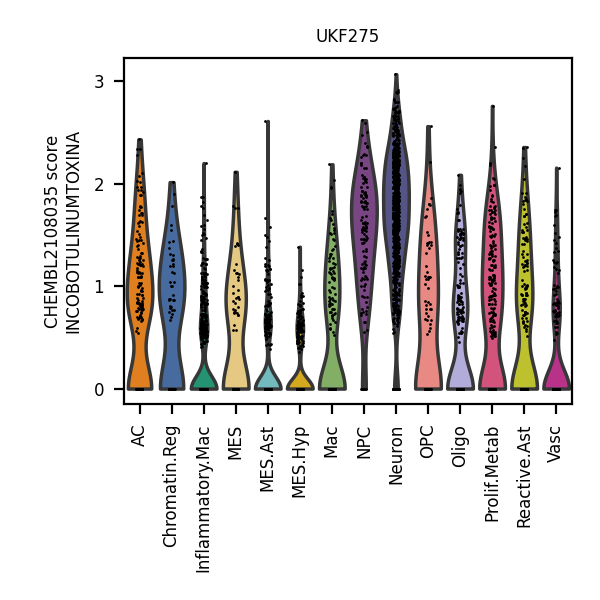 UKF275
CHEMBL2108035 score
INCOBOTULINUMTOXINA
3
2
1
0
AC
Chromatin.Reg
Inflammatory.Mac
MES
MES.Ast
MES.Hyp
Mac
NPC
Neuron
OPC
Oligo
Prolif.Metab
Reactive.Ast
Vasc